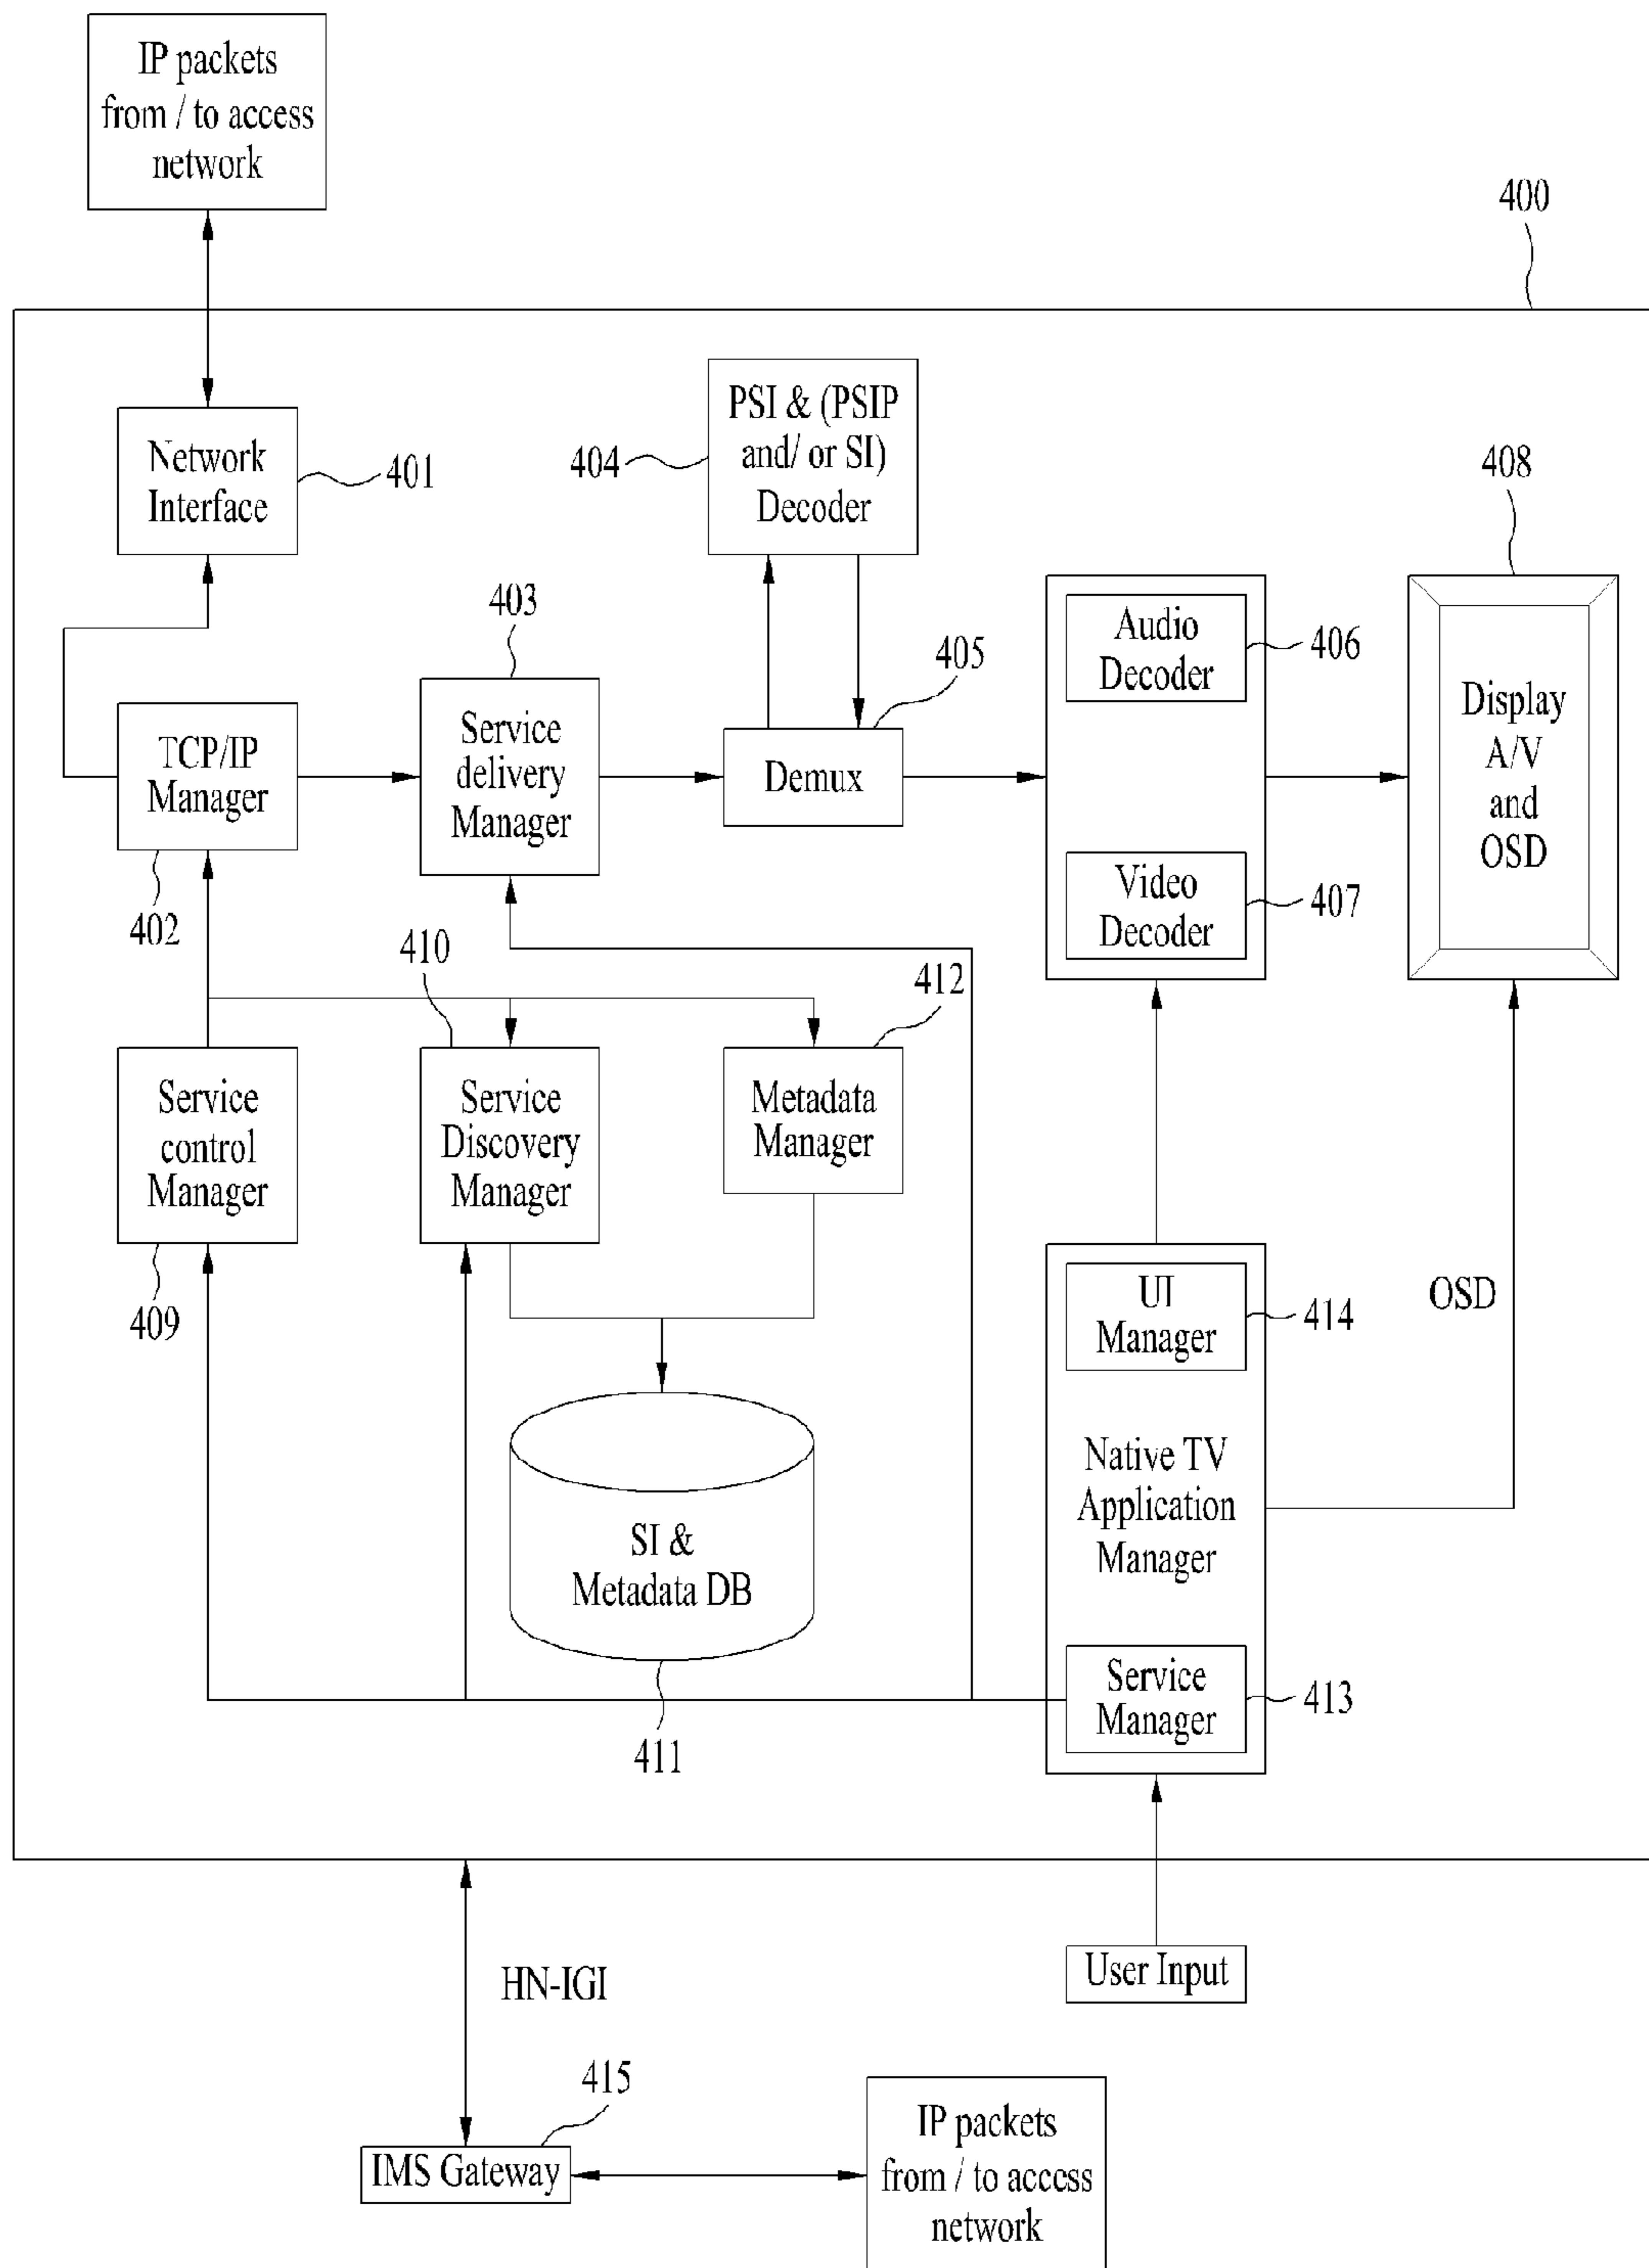 IP packets
from / to access
network
400
Network
Interface
401
PSI & (PSIP
and/ or SI)
Decoder
404
408
403
405
Audio
Decoder
406
TCP/IP
Manager
402
Service
delivery
Manager
Demux
Display
A/V
and
OSD
Video
Decoder
407
410
412
Service
control
Manager
409
Service
Discovery
Manager
Metadata
Manager
UI
Manager
414
OSD
Native TV
Application
Manager
SI &
Metadata DB
411
Service
Manager
413
User Input
HN-IGI
415
IMS Gateway
IP packets
from / to access
network